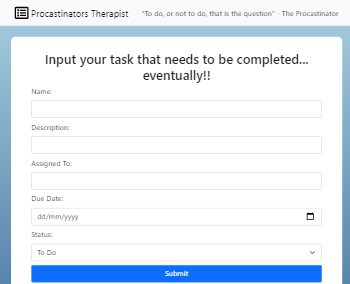 Procastinators Therapist "To do, or not to do, that is the question" - The Procastinator
Input your task that needs to be completed...
eventually!!
Name:
Description:
Assigned To:
Due Date:
dd/mm/yyyy
Status:
To Do
Submit